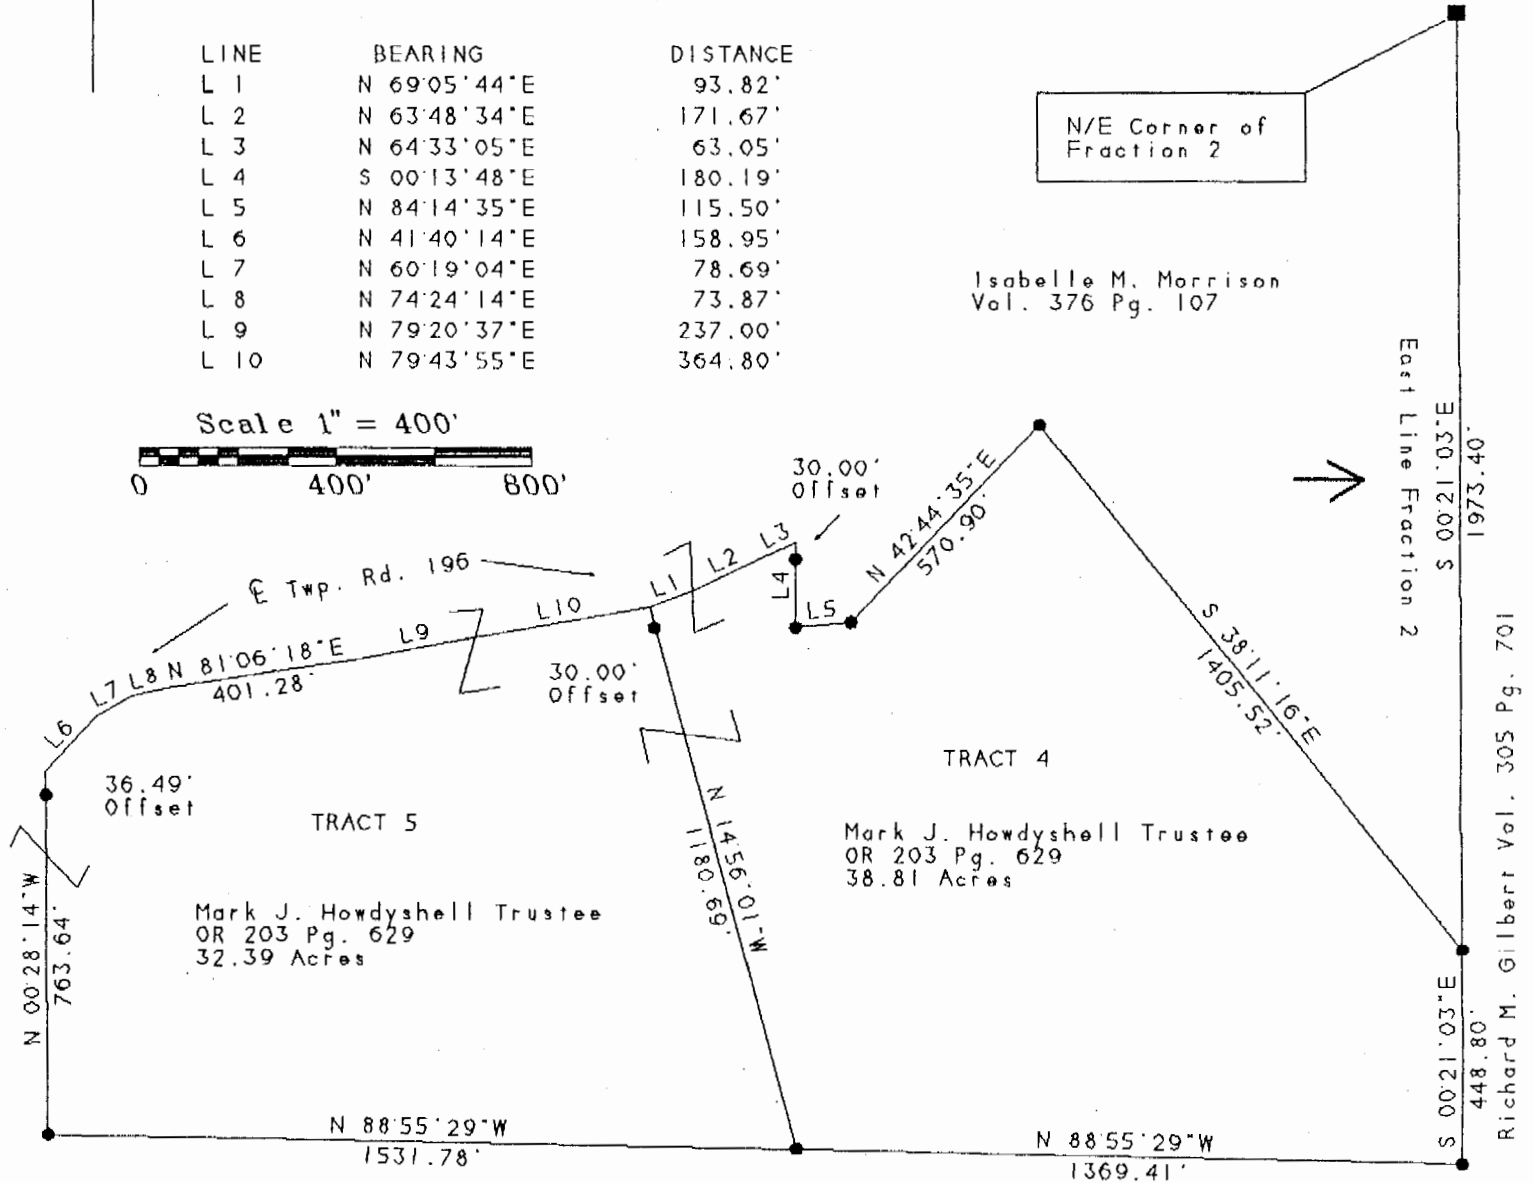 LINE BEARING DISTANCE
L 1 N 69°05'44"E 93.82'
L 2 N 63°48'34"E 171.67'
L 3 N 64°33'05"E 63.05'
L 4 S 00°13'48"E 180.19'
L 5 N 84°14'35"E 115.50'
L 6 N 41°40'14"E 158.95'
L 7 N 60°19'04"E 78.69'
L 8 N 74°24'14"E 73.87'
L 9 N 79°20'37"E 237.00'
L 10 N 79°43'55"E 364.80'
N/E Corner of
Fraction 2
Isabelle M. Morrison
Vol. 376 Pg. 107
Scale 1" = 400'
0 400' 800'
East Line Fraction 2
S 00°21'03"E
1973.40'
30.00'
Offset
N 42°44'35"E
570.90'
℄ Twp. Rd. 196
L1
L2
L3
L4
L5
L6
L7
L8
N 81°06'18"E
401.28'
L9
L10
30.00'
Offset
S 38°11'16"E
1405.52'
36.49'
Offset
TRACT 5
Mark J. Howdyshell Trustee
OR 203 Pg. 629
32.39 Acres
TRACT 4
Mark J. Howdyshell Trustee
OR 203 Pg. 629
38.81 Acres
N 14°56'01"W
1180.69'
N 00°28'14"W
763.64'
Richard M. Gilbert Vol. 305 Pg. 701
S 00°21'03"E
448.80'
N 88°55'29"W
1531.78'
N 88°55'29"W
1369.41'